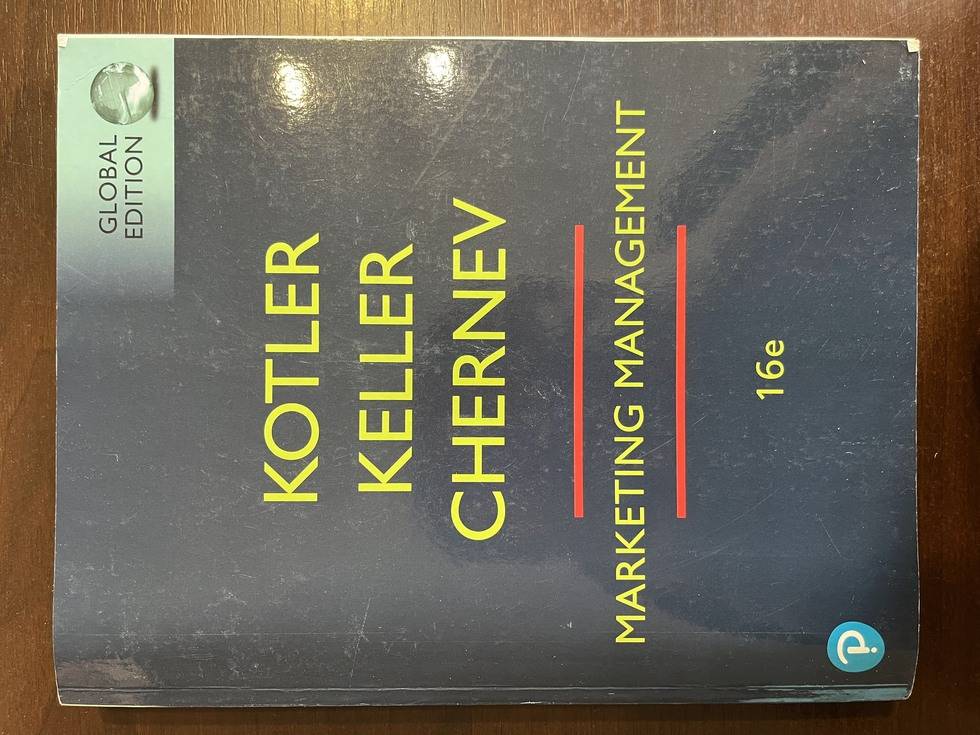 GLOBAL
EDITION
KOTLER
KELLER
CHERNEV
MARKETING MANAGEMENT
16e
P